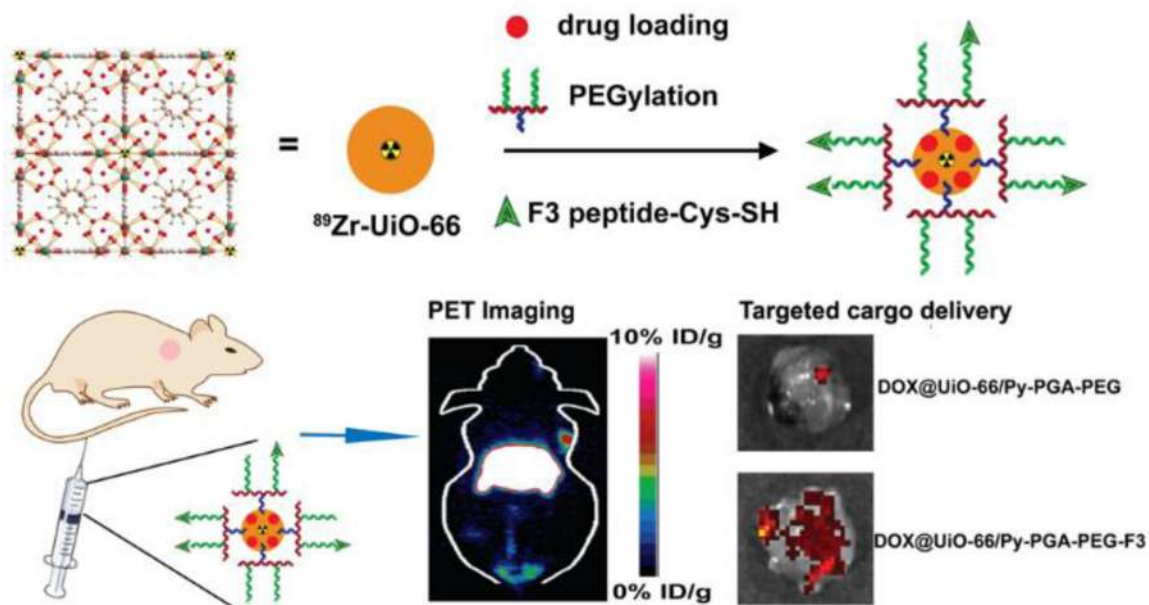 drug loading
PEGylation
=
⁸⁹Zr-UiO-66
F3 peptide-Cys-SH
PET Imaging
10% ID/g
0% ID/g
Targeted cargo delivery
DOX@UiO-66/Py-PGA-PEG
DOX@UiO-66/Py-PGA-PEG-F3